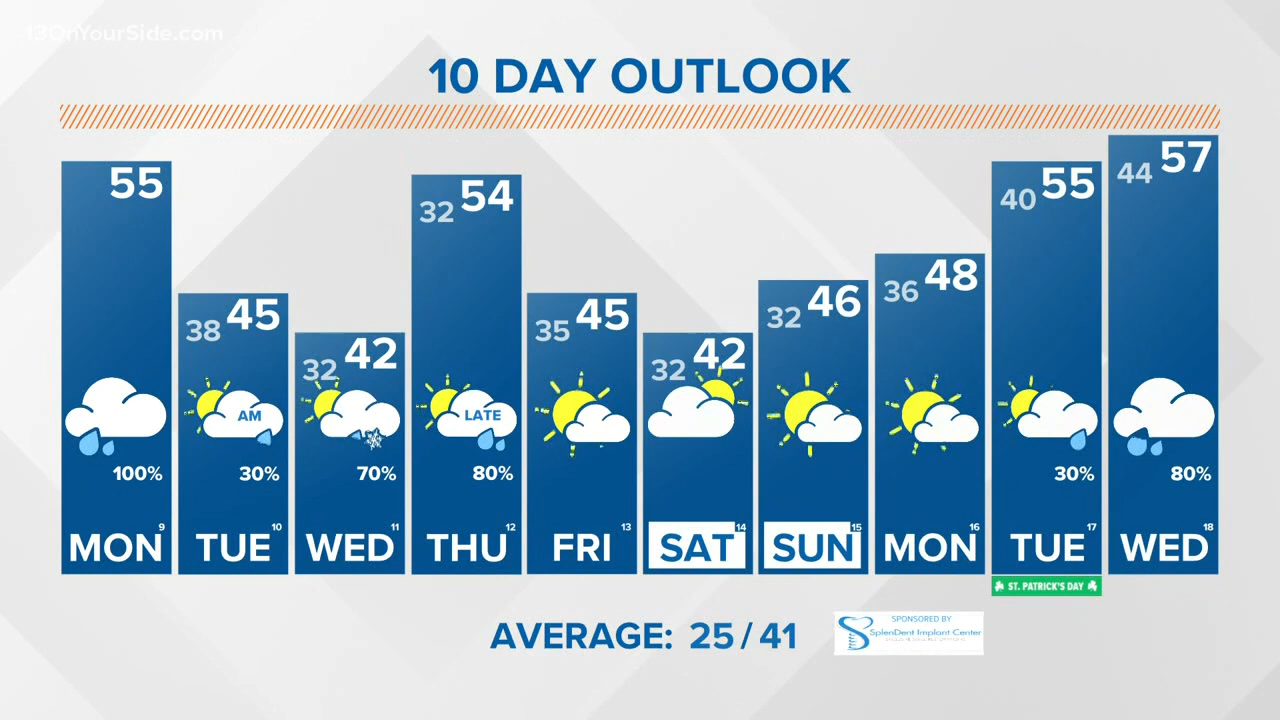 13OnYourSide.com
10 DAY OUTLOOK
55
100%
9
MON
38 45
AM
30%
10
TUE
32 42
70%
11
WED
32 54
LATE
80%
12
THU
35 45
13
FRI
32 42
14
SAT
32 46
15
SUN
36 48
16
MON
40 55
30%
17
TUE
ST. PATRICK'S DAY
44 57
80%
18
WED
AVERAGE: 25 / 41
SPONSORED BY
SplenDent Implant Center